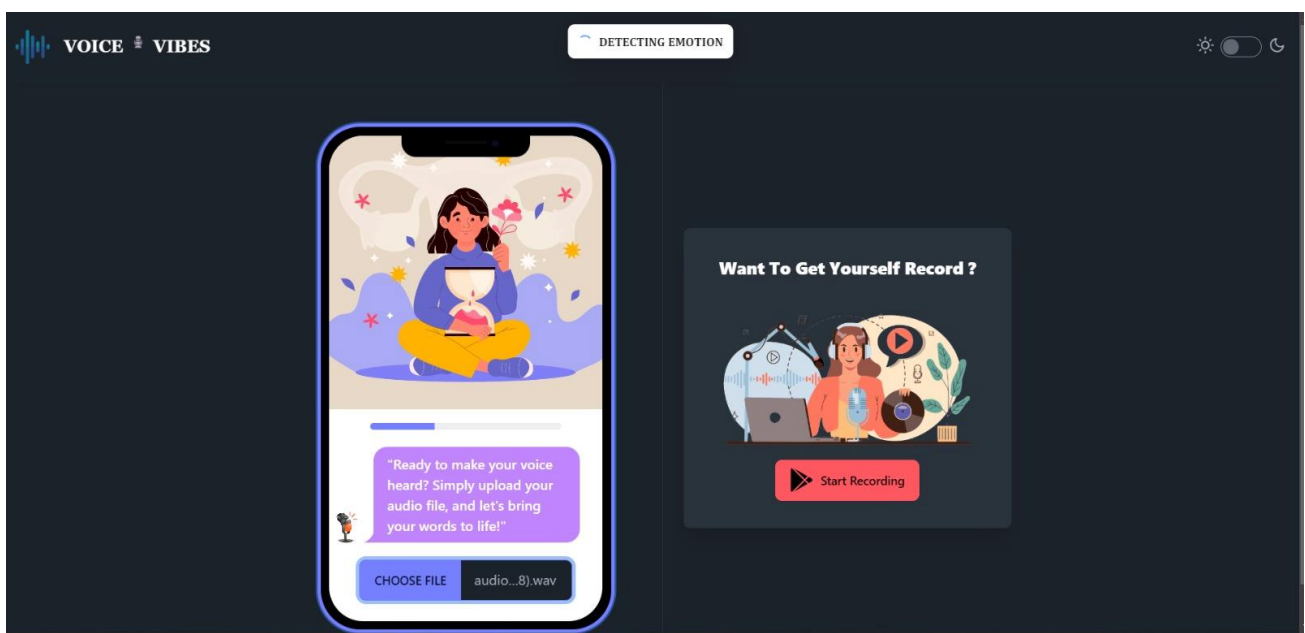 VOICE VIBES
DETECTING EMOTION
"Ready to make your voice
heard? Simply upload your
audio file, and let's bring
your words to life!"
CHOOSE FILE audio...8).wav
Want To Get Yourself Record ?
Start Recording